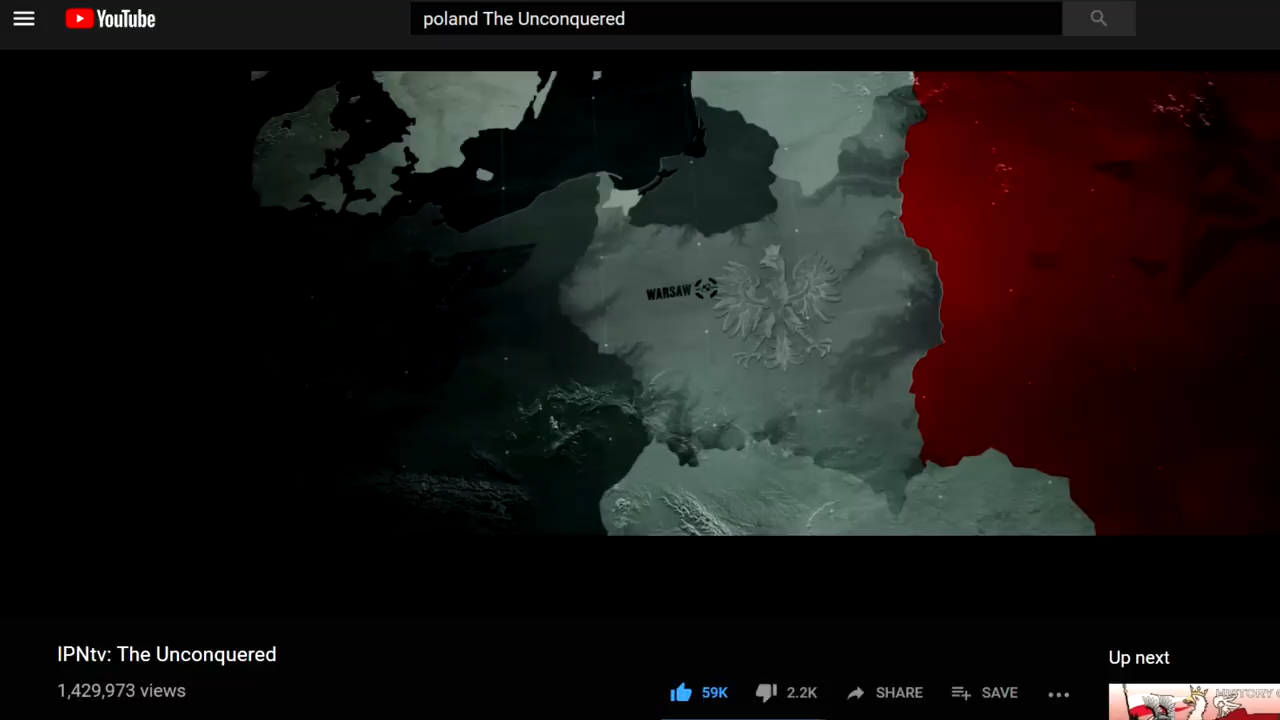 YouTube
poland The Unconquered
WARSAW
IPNtv: The Unconquered
1,429,973 views
59K
2.2K
SHARE
SAVE
Up next
HISTORY